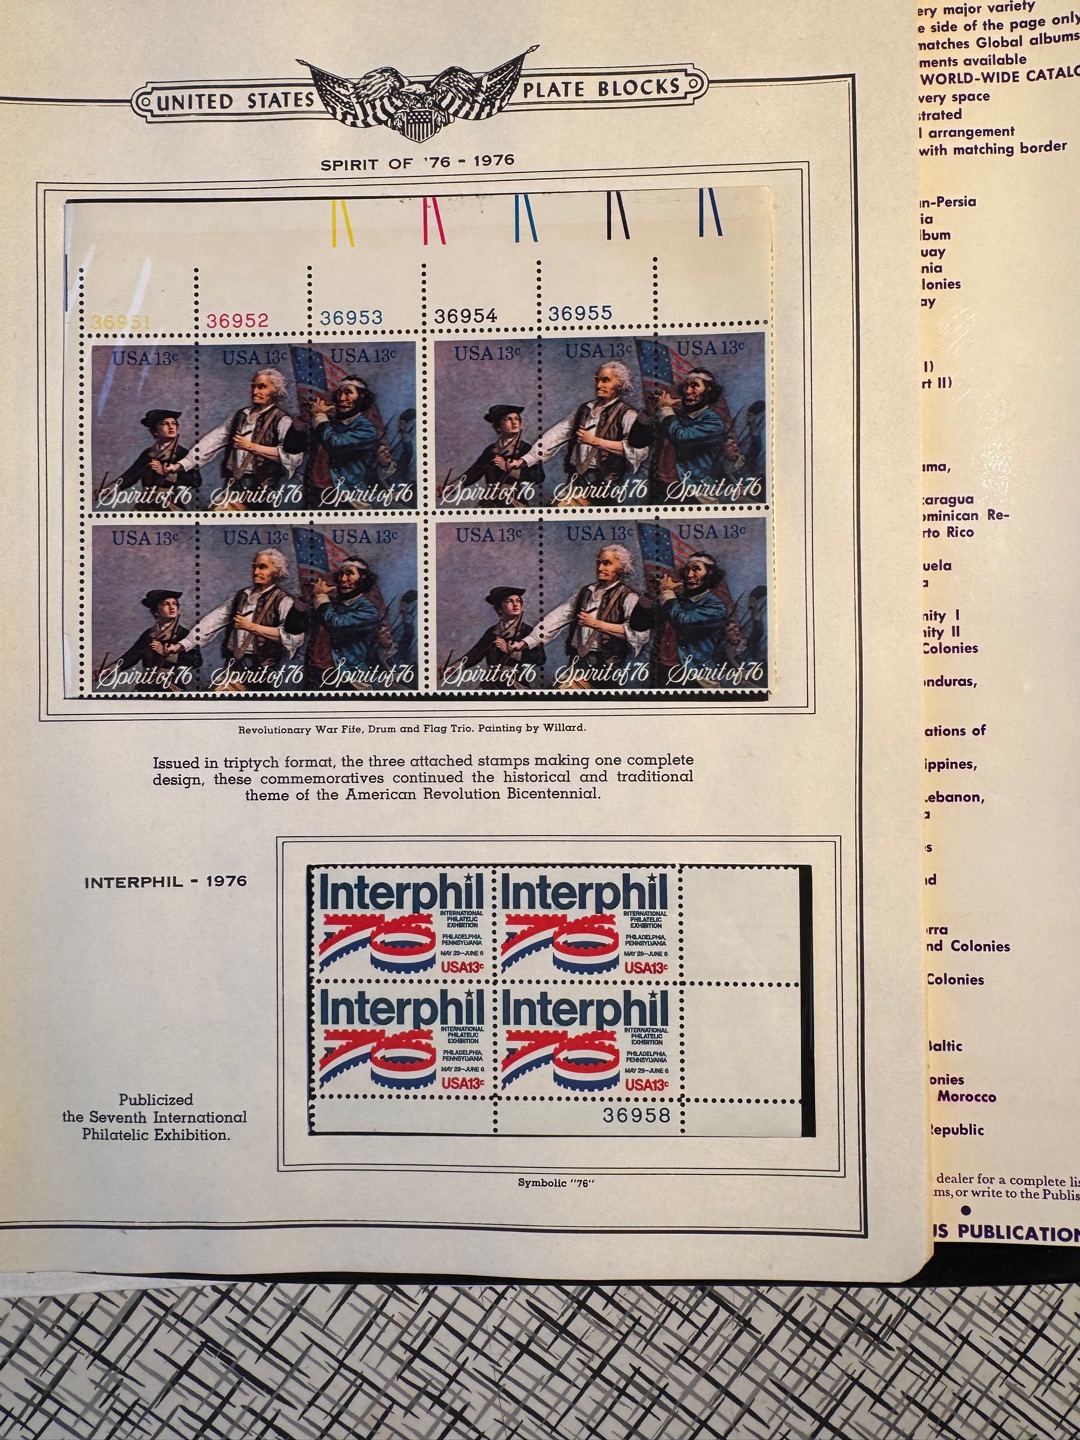 UNITED STATES PLATE BLOCKS
SPIRIT OF '76 - 1976
36951 36952 36953 36954 36955
USA 13c USA 13c USA 13c USA 13c USA 13c USA 13c
Spirit of 76 Spirit of 76 Spirit of 76 Spirit of 76 Spirit of 76 Spirit of 76
USA 13c USA 13c USA 13c USA 13c USA 13c USA 13c
Spirit of 76 Spirit of 76 Spirit of 76 Spirit of 76 Spirit of 76 Spirit of 76
Revolutionary War Fife, Drum and Flag Trio. Painting by Willard.
Issued in triptych format, the three attached stamps making one complete
design, these commemoratives continued the historical and traditional
theme of the American Revolution Bicentennial.
INTERPHIL - 1976
Interphil
76
INTERNATIONAL
PHILATELIC
EXHIBITION
PHILADELPHIA,
PENNSYLVANIA
MAY 29-JUNE 6
USA13c
Interphil
76
INTERNATIONAL
PHILATELIC
EXHIBITION
PHILADELPHIA,
PENNSYLVANIA
MAY 29-JUNE 6
USA13c
Interphil
76
INTERNATIONAL
PHILATELIC
EXHIBITION
PHILADELPHIA,
PENNSYLVANIA
MAY 29-JUNE 6
USA13c
Interphil
76
INTERNATIONAL
PHILATELIC
EXHIBITION
PHILADELPHIA,
PENNSYLVANIA
MAY 29-JUNE 6
USA13c
36958
Publicized
the Seventh International
Philatelic Exhibition.
Symbolic "76"
ery major variety
e side of the page only
matches Global albums
ments available
WORLD-WIDE CATALO
very space
strated
l arrangement
with matching border
n-Persia
ia
lbum
uay
nia
lonies
ay
I)
rt II)
ama,
caragua
ominican Re-
rto Rico
uela
a
nity I
nity II
Colonies
onduras,
ations of
ippines,
Lebanon,
a
s
nd
orra
nd Colonies
Colonies
Baltic
onies
Morocco
Republic
dealer for a complete lis
ms, or write to the Publis
US PUBLICATION